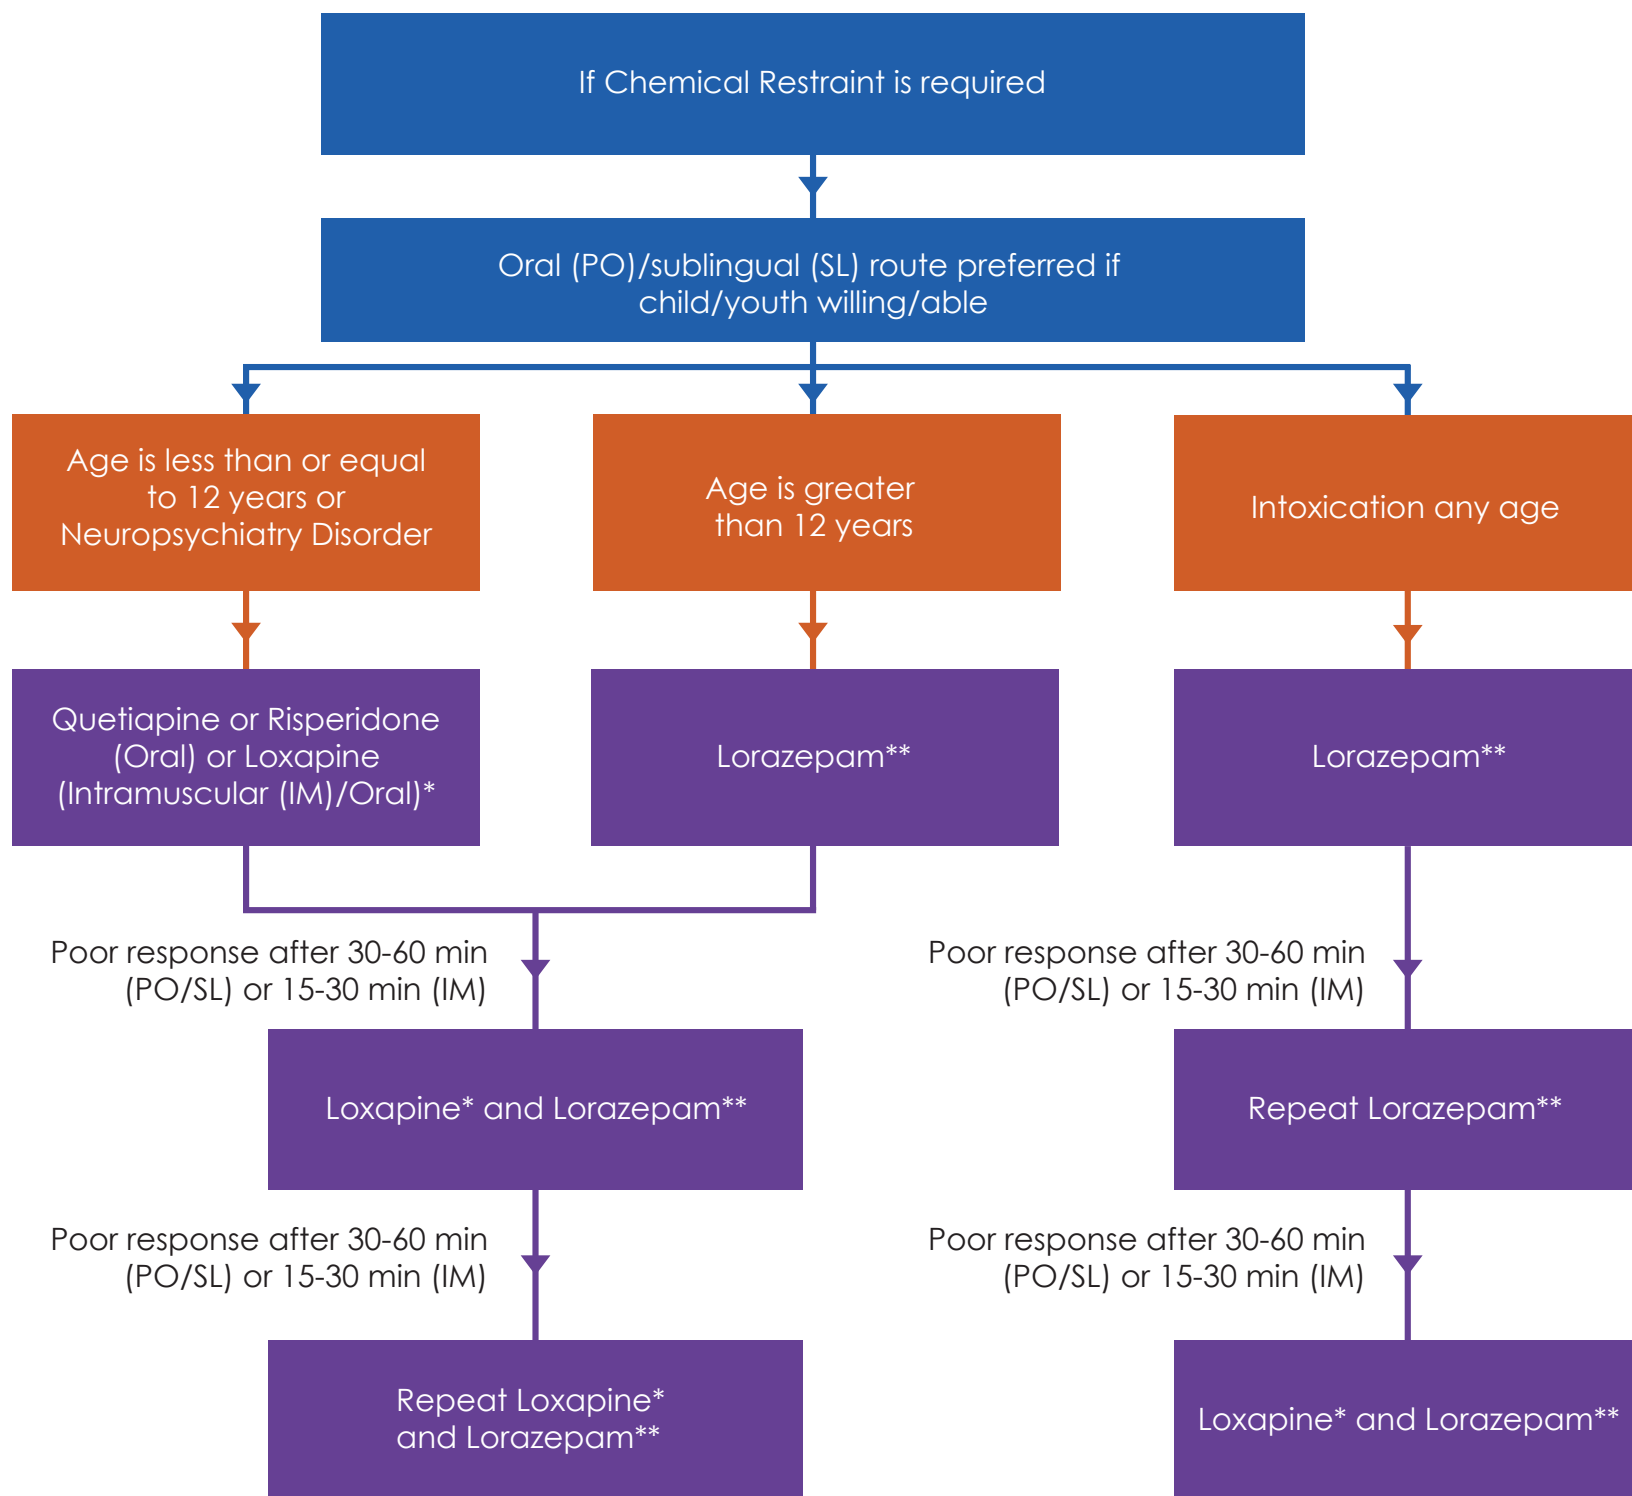 If Chemical Restraint is required
Oral (PO)/sublingual (SL) route preferred if
child/youth willing/able
Age is less than or equal
to 12 years or
Neuropsychiatry Disorder
Age is greater
than 12 years
Intoxication any age
Quetiapine or Risperidone
(Oral) or Loxapine
(Intramuscular (IM)/Oral)*
Lorazepam**
Lorazepam**
Poor response after 30-60 min
(PO/SL) or 15-30 min (IM)
Poor response after 30-60 min
(PO/SL) or 15-30 min (IM)
Loxapine* and Lorazepam**
Repeat Lorazepam**
Poor response after 30-60 min
(PO/SL) or 15-30 min (IM)
Poor response after 30-60 min
(PO/SL) or 15-30 min (IM)
Repeat Loxapine*
and Lorazepam**
Loxapine* and Lorazepam**